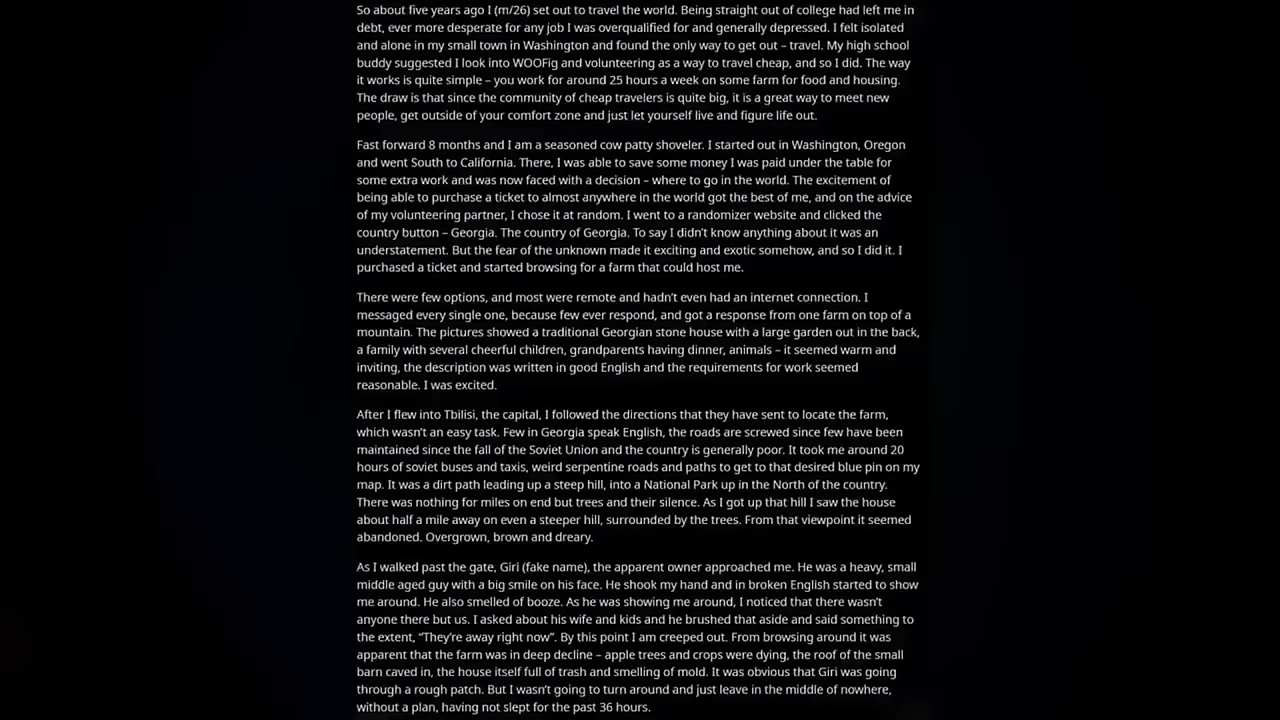 So about five years ago I (m/26) set out to travel the world. Being straight out of college had left me in
debt, ever more desperate for any job I was overqualified for and generally depressed. I felt isolated
and alone in my small town in Washington and found the only way to get out – travel. My high school
buddy suggested I look into WOOFig and volunteering as a way to travel cheap, and so I did. The way
it works is quite simple – you work for around 25 hours a week on some farm for food and housing.
The draw is that since the community of cheap travelers is quite big, it is a great way to meet new
people, get outside of your comfort zone and just let yourself live and figure life out.
Fast forward 8 months and I am a seasoned cow patty shoveler. I started out in Washington, Oregon
and went South to California. There, I was able to save some money I was paid under the table for
some extra work and was now faced with a decision – where to go in the world. The excitement of
being able to purchase a ticket to almost anywhere in the world got the best of me, and on the advice
of my volunteering partner, I chose it at random. I went to a randomizer website and clicked the
country button – Georgia. The country of Georgia. To say I didn't know anything about it was an
understatement. But the fear of the unknown made it exciting and exotic somehow, and so I did it. I
purchased a ticket and started browsing for a farm that could host me.
There were few options, and most were remote and hadn't even had an internet connection. I
messaged every single one, because few ever respond, and got a response from one farm on top of a
mountain. The pictures showed a traditional Georgian stone house with a large garden out in the back,
a family with several cheerful children, grandparents having dinner, animals – it seemed warm and
inviting, the description was written in good English and the requirements for work seemed
reasonable. I was excited.
After I flew into Tbilisi, the capital, I followed the directions that they have sent to locate the farm,
which wasn't an easy task. Few in Georgia speak English, the roads are screwed since few have been
maintained since the fall of the Soviet Union and the country is generally poor. It took me around 20
hours of soviet buses and taxis, weird serpentine roads and paths to get to that desired blue pin on my
map. It was a dirt path leading up a steep hill, into a National Park up in the North of the country.
There was nothing for miles on end but trees and their silence. As I got up that hill I saw the house
about half a mile away on even a steeper hill, surrounded by the trees. From that viewpoint it seemed
abandoned. Overgrown, brown and dreary.
As I walked past the gate, Giri (fake name), the apparent owner approached me. He was a heavy, small
middle aged guy with a big smile on his face. He shook my hand and in broken English started to show
me around. He also smelled of booze. As he was showing me around, I noticed that there wasn't
anyone there but us. I asked about his wife and kids and he brushed that aside and said something to
the extent, “They're away right now”. By this point I am creeped out. From browsing around it was
apparent that the farm was in deep decline – apple trees and crops were dying, the roof of the small
barn caved in, the house itself full of trash and smelling of mold. It was obvious that Giri was going
through a rough patch. But I wasn't going to turn around and just leave in the middle of nowhere,
without a plan, having not slept for the past 36 hours.